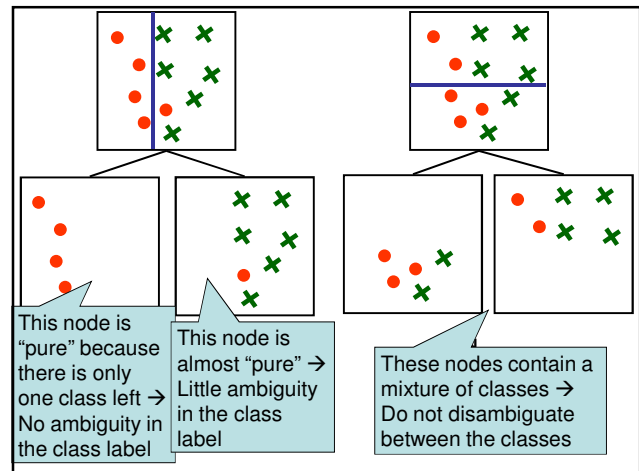 This node is
“pure” because
there is only
one class left →
No ambiguity in
the class label
This node is
almost “pure” →
Little ambiguity
in the class
label
These nodes contain a
mixture of classes →
Do not disambiguate
between the classes